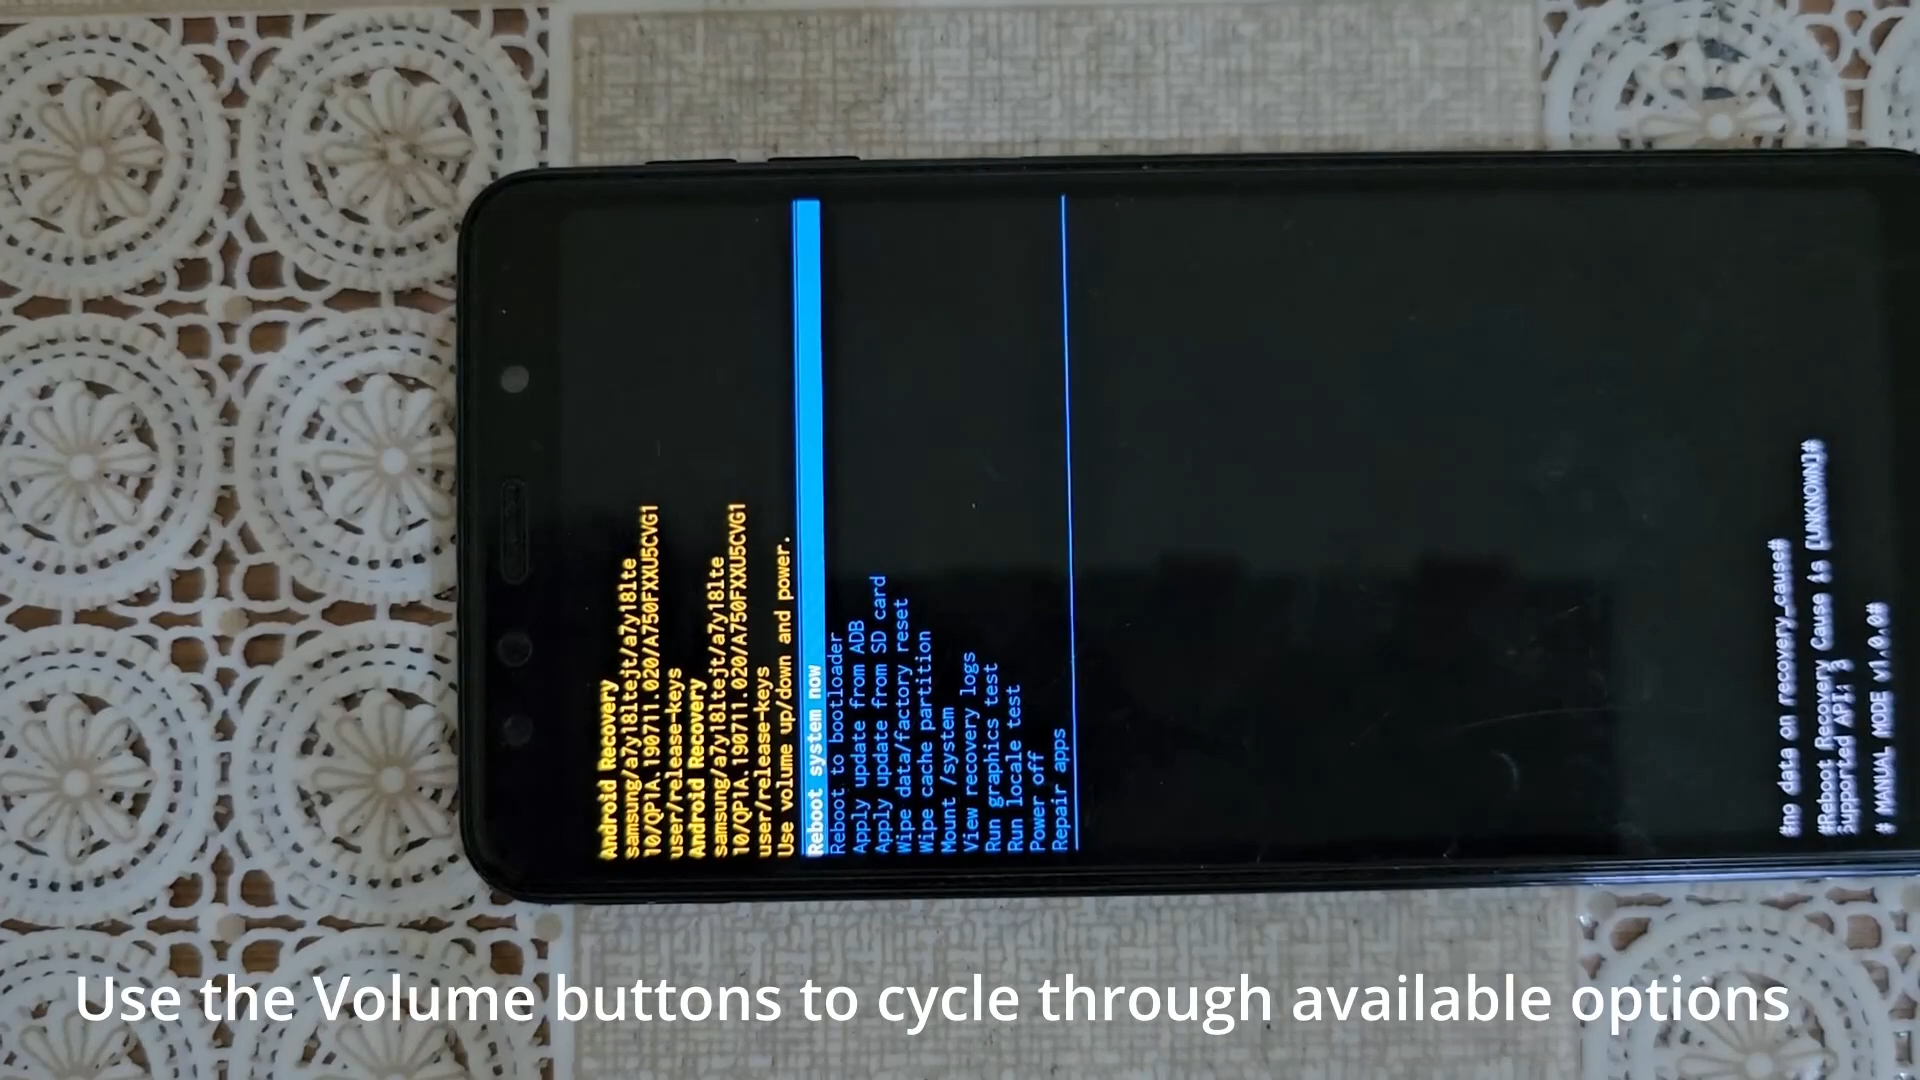 Android Recovery
samsung/a7y18ltejt/a7y18lte
10/QP1A.190711.020/A750FXXU5CVG1
user/release-keys
Android Recovery
samsung/a7y18ltejt/a7y18lte
10/QP1A.190711.020/A750FXXU5CVG1
user/release-keys
Use volume up/down and power.
Reboot system now
Reboot to bootloader
Apply update from ADB
Apply update from SD card
Wipe data/factory reset
Wipe cache partition
Mount /system
View recovery logs
Run graphics test
Run locale test
Power off
Repair apps
#no data on recovery_cause#
#Reboot Recovery Cause is [UNKNOWN]#
Supported API: 3
# MANUAL MODE v1.0.0#
Use the Volume buttons to cycle through available options